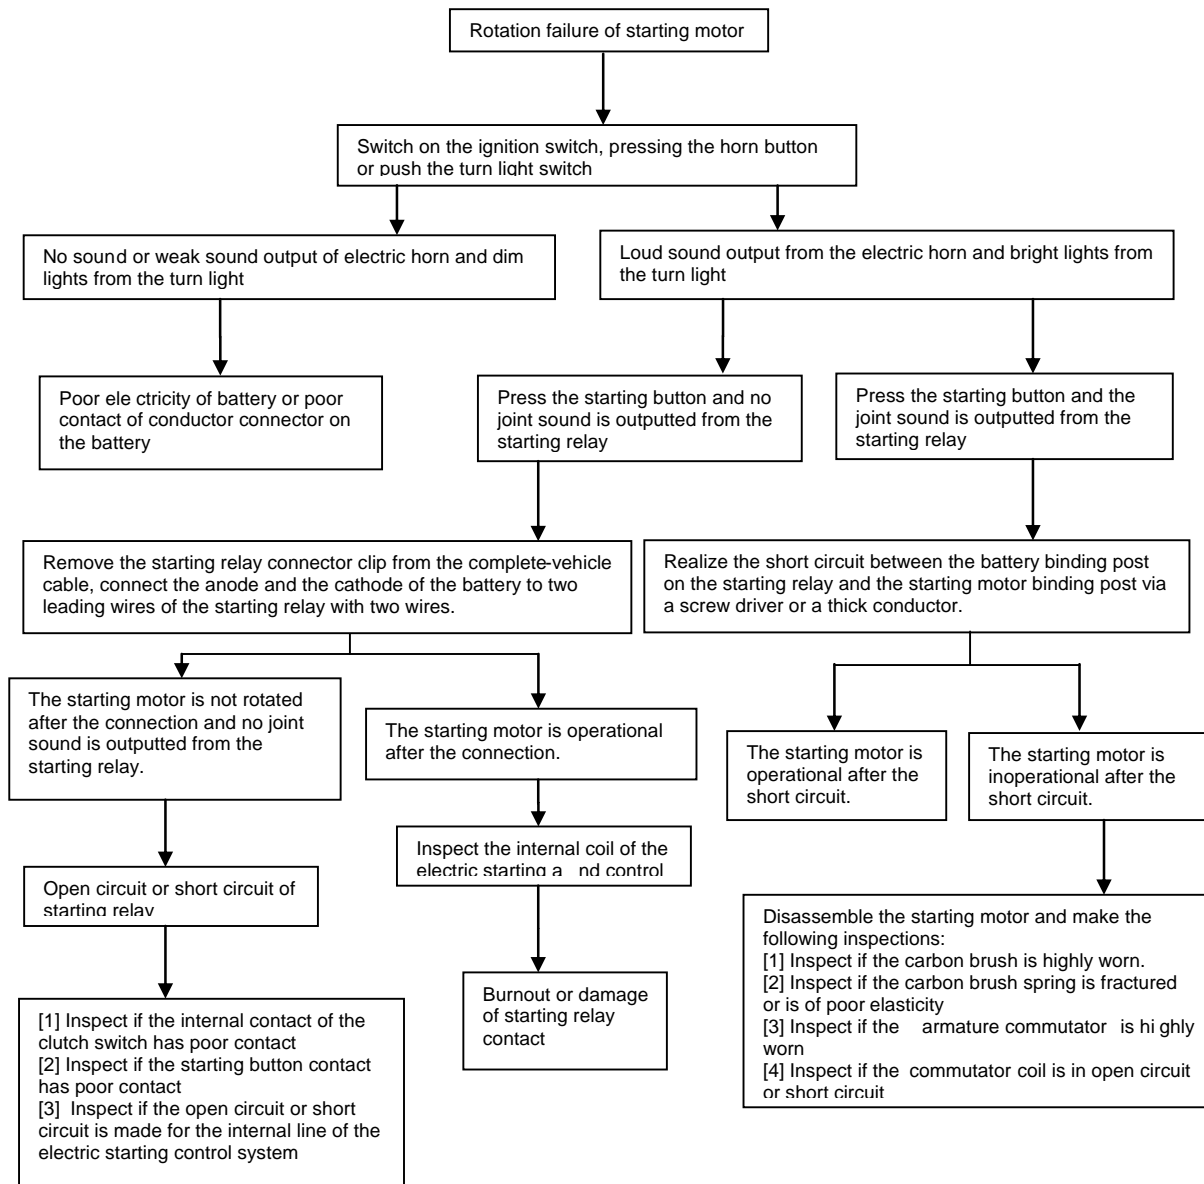 Rotation failure of starting motor
Switch on the ignition switch, pressing the horn button
or push the turn light switch
No sound or weak sound output of electric horn and dim
lights from the turn light
Loud sound output from the electric horn and bright lights from
the turn light
Poor ele ctricity of battery or poor
contact of conductor connector on
the battery
Press the starting button and no
joint sound is outputted from the
starting relay
Press the starting button and the
joint sound is outputted from the
starting relay
Remove the starting relay connector clip from the complete-vehicle
cable, connect the anode and the cathode of the battery to two
leading wires of the starting relay with two wires.
Realize the short circuit between the battery binding post
on the starting relay and the starting motor binding post via
a screw driver or a thick conductor.
The starting motor is not rotated
after the connection and no joint
sound is outputted from the
starting relay.
The starting motor is operational
after the connection.
The starting motor is
operational after the
short circuit.
The starting motor is
inoperational after the
short circuit.
Open circuit or short circuit of
starting relay
Inspect the internal coil of the
electric starting a nd control
Disassemble the starting motor and make the
following inspections:
[1] Inspect if the carbon brush is highly worn.
[2] Inspect if the carbon brush spring is fractured
or is of poor elasticity
[3] Inspect if the armature commutator is hi ghly
worn
[4] Inspect if the commutator coil is in open circuit
or short circuit
[1] Inspect if the internal contact of the
clutch switch has poor contact
[2] Inspect if the starting button contact
has poor contact
[3] Inspect if the open circuit or short
circuit is made for the internal line of the
electric starting control system
Burnout or damage
of starting relay
contact